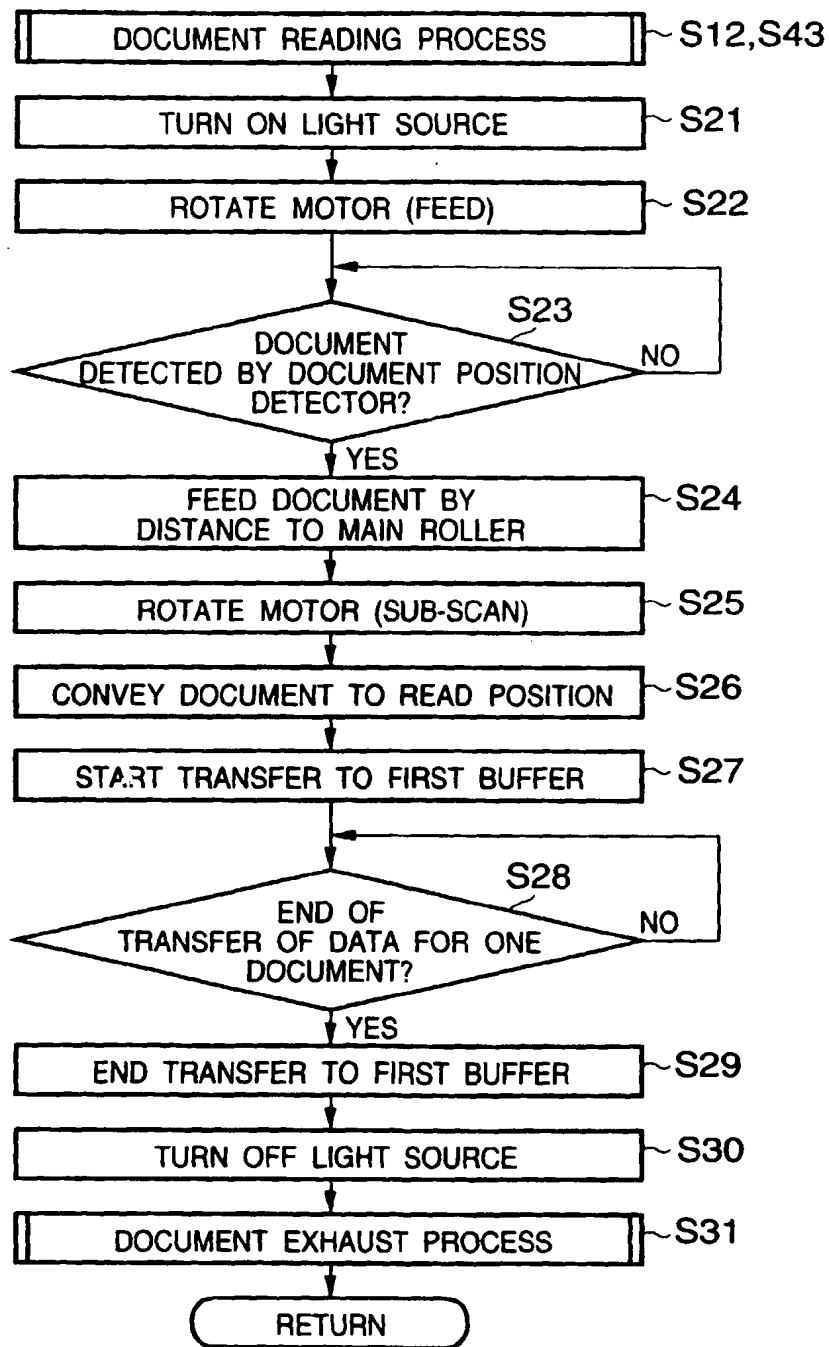 DOCUMENT READING PROCESS S12,S43
TURN ON LIGHT SOURCE S21
ROTATE MOTOR (FEED) S22
S23
DOCUMENT
DETECTED BY DOCUMENT POSITION
DETECTOR?
NO
YES
FEED DOCUMENT BY
DISTANCE TO MAIN ROLLER
S24
ROTATE MOTOR (SUB-SCAN) S25
CONVEY DOCUMENT TO READ POSITION S26
START TRANSFER TO FIRST BUFFER S27
S28
END OF
TRANSFER OF DATA FOR ONE
DOCUMENT?
NO
YES
END TRANSFER TO FIRST BUFFER S29
TURN OFF LIGHT SOURCE S30
DOCUMENT EXHAUST PROCESS S31
RETURN